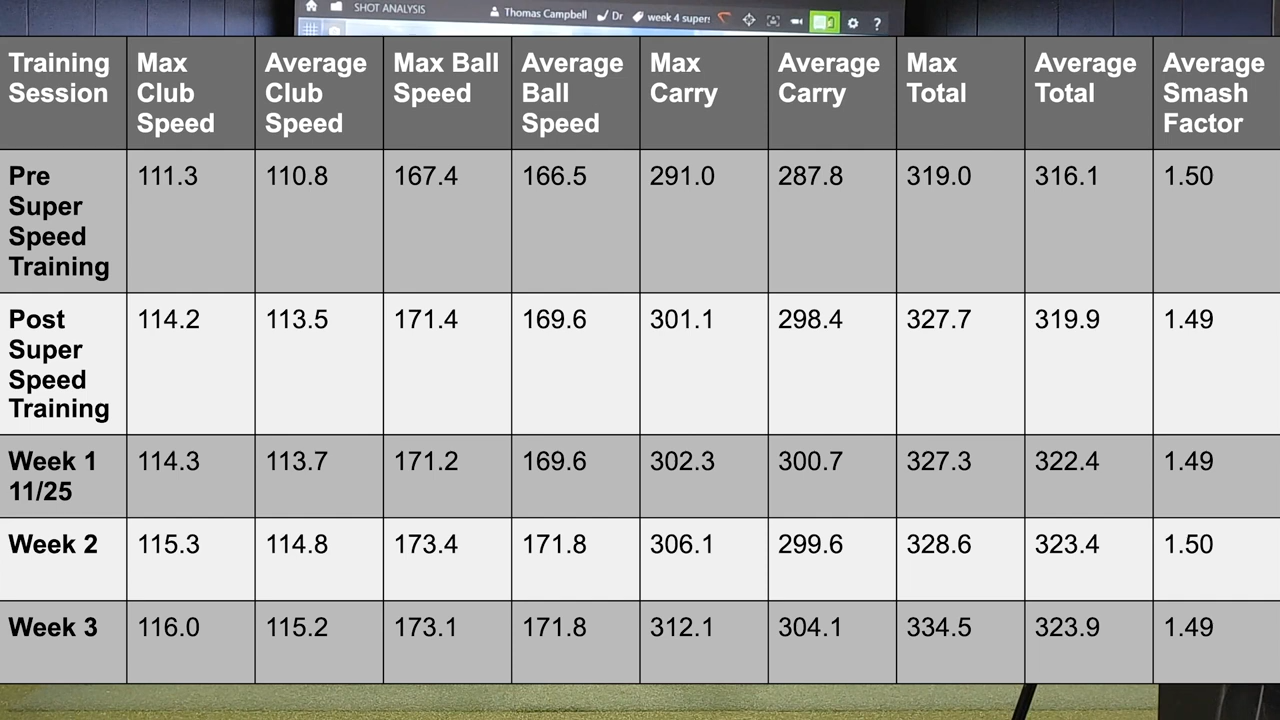 SHOT ANALYSIS
Thomas Campbell Dr week 4 super: ?
Training Session Max Club Speed Average Club Speed Max Ball Speed Average Ball Speed Max Carry Average Carry Max Total Average Total Average Smash Factor
Pre Super Speed Training 111.3 110.8 167.4 166.5 291.0 287.8 319.0 316.1 1.50
Post Super Speed Training 114.2 113.5 171.4 169.6 301.1 298.4 327.7 319.9 1.49
Week 1 11/25 114.3 113.7 171.2 169.6 302.3 300.7 327.3 322.4 1.49
Week 2 115.3 114.8 173.4 171.8 306.1 299.6 328.6 323.4 1.50
Week 3 116.0 115.2 173.1 171.8 312.1 304.1 334.5 323.9 1.49